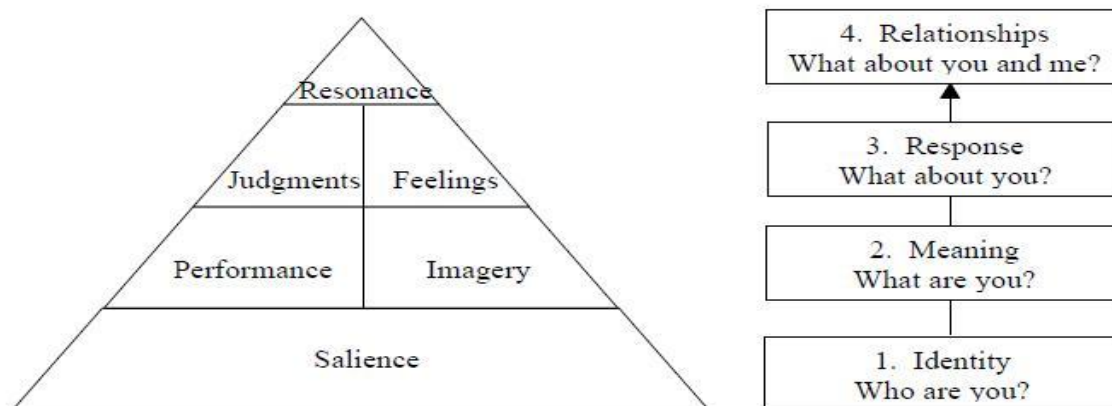 Resonance
Judgments Feelings
Performance Imagery
Salience
4. Relationships
What about you and me?
3. Response
What about you?
2. Meaning
What are you?
1. Identity
Who are you?